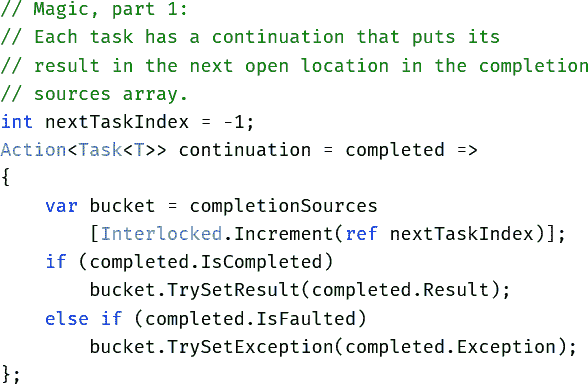 // Magic, part 1:
// Each task has a continuation that puts its
// result in the next open location in the completion
// sources array.
int nextTaskIndex = -1;
Action<Task<T>> continuation = completed =>
{
    var bucket = completionSources
        [Interlocked.Increment(ref nextTaskIndex)];
    if (completed.IsCompleted)
        bucket.TrySetResult(completed.Result);
    else if (completed.IsFaulted)
        bucket.TrySetException(completed.Exception);
};